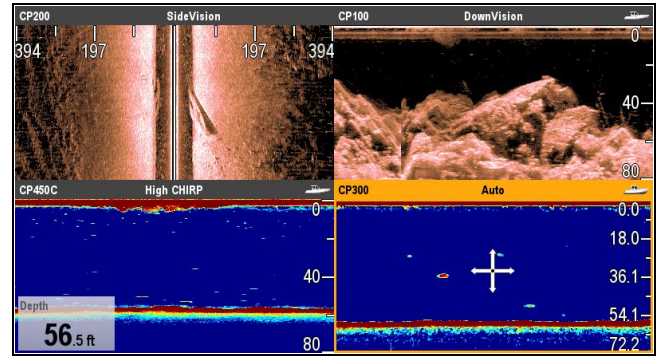 CP200 SideVision
394 197 197 394
CP100 DownVision
0
40
80
CP450C High CHIRP
0
40
80
Depth
56.5 ft
CP300 Auto
0.0
18.0
36.1
54.1
72.2